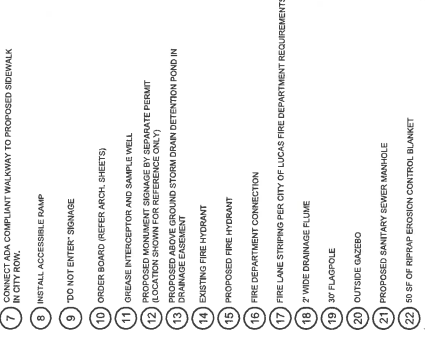 7 CONNECT ADA COMPLIANT WALKWAY TO PROPOSED SIDEWALK
IN CITY ROW.
8 INSTALL ACCESSIBLE RAMP
9 "DO NOT ENTER" SIGNAGE
10 ORDER BOARD (REFER ARCH. SHEETS)
11 GREASE INTERCEPTOR AND SAMPLE WELL
12 PROPOSED MONUMENT SIGNAGE BY SEPARATE PERMIT
(LOCATION SHOWN FOR REFERENCE ONLY)
13 PROPOSED ABOVE GROUND STORM DRAIN DETENTION POND IN
DRAINAGE EASEMENT
14 EXISTING FIRE HYDRANT
15 PROPOSED FIRE HYDRANT
16 FIRE DEPARTMENT CONNECTION
17 FIRE LANE STRIPING PER CITY OF LUCAS FIRE DEPARTMENT REQUIREMENTS
18 2' WIDE DRAINAGE FLUME
19 30' FLAGPOLE
20 OUTSIDE GAZEBO
21 PROPOSED SANITARY SEWER MANHOLE
22 50 SF OF RIPRAP EROSION CONTROL BLANKET